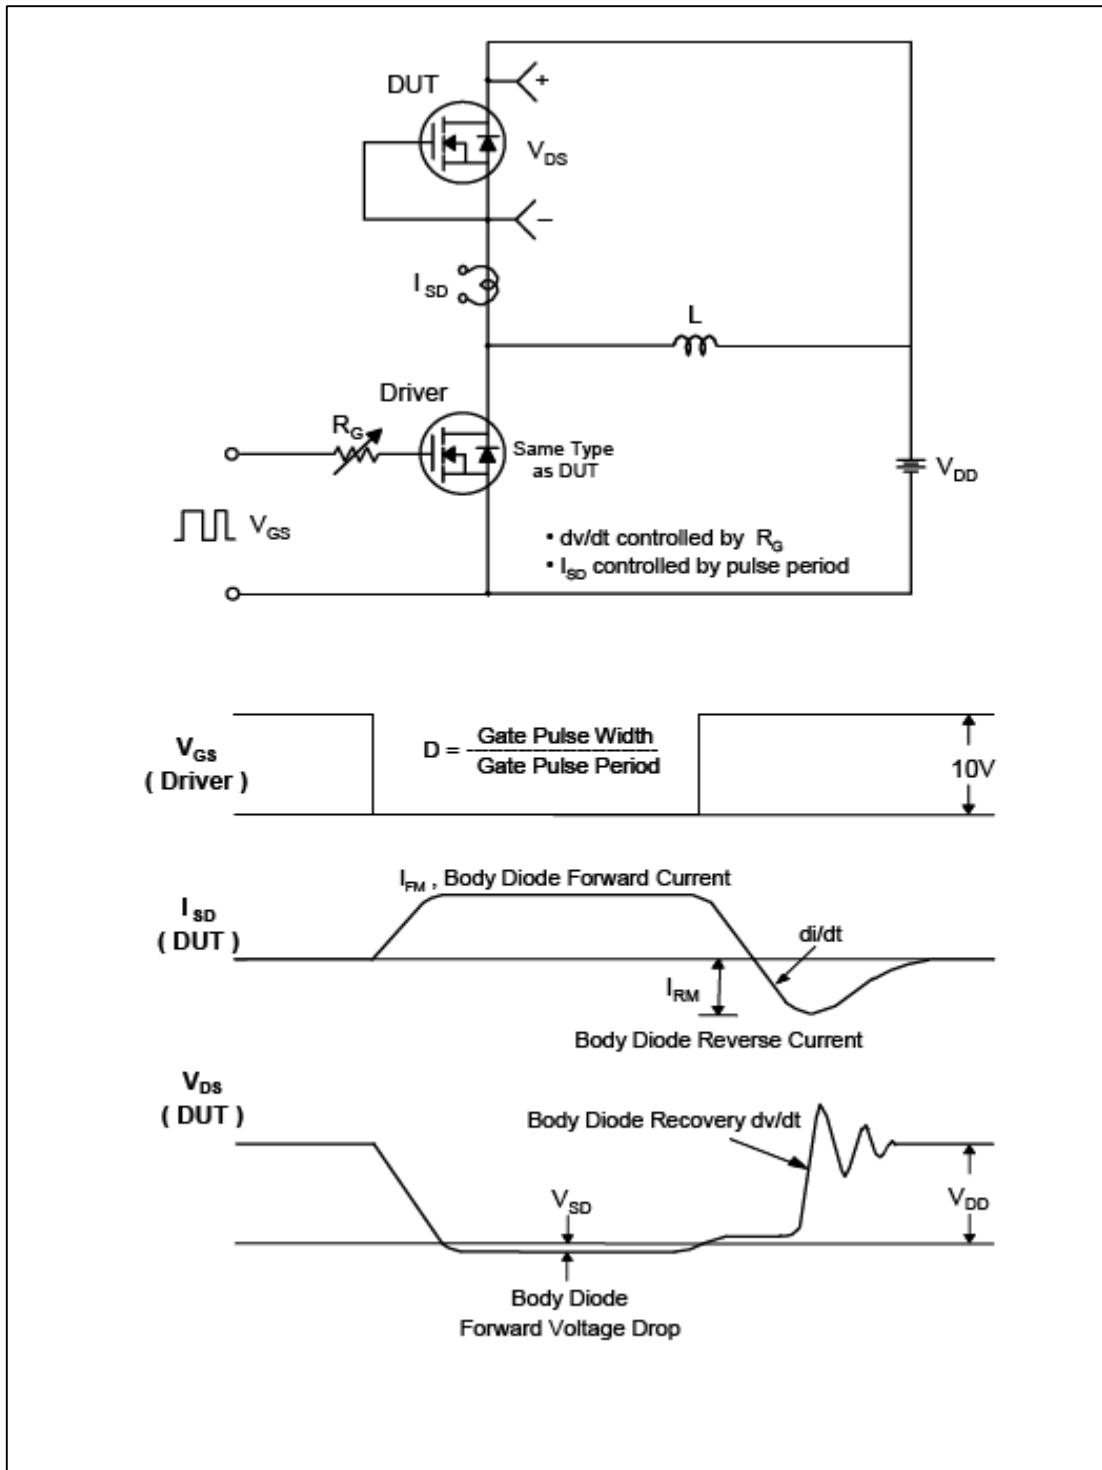 DUT
+
V_DS
–
I_SD
L
Driver
R_G
Same Type
as DUT
V_DD
V_GS
• dv/dt controlled by R_G
• I_SD controlled by pulse period
V_GS
( Driver )
D = Gate Pulse Width
Gate Pulse Period
10V
I_FM , Body Diode Forward Current
I_SD
( DUT )
di/dt
I_RM
Body Diode Reverse Current
V_DS
( DUT )
Body Diode Recovery dv/dt
V_SD
V_DD
Body Diode
Forward Voltage Drop